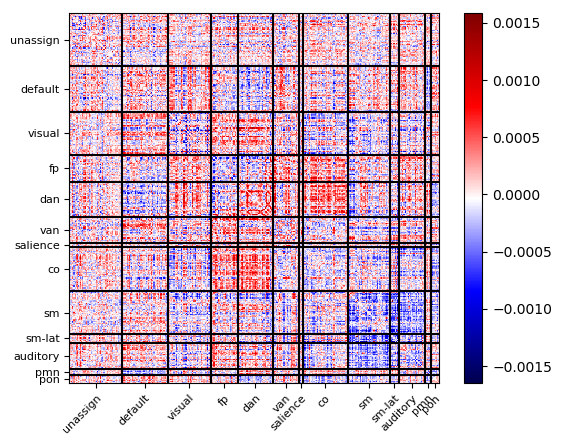 unassign
default
visual
fp
dan
van
salience
co
sm
sm-lat
auditory
pmn
pon
unassign
default
visual
fp
dan
van
salience
co
sm
sm-lat
auditory
pmn
pon
0.0015
0.0010
0.0005
0.0000
−0.0005
−0.0010
−0.0015